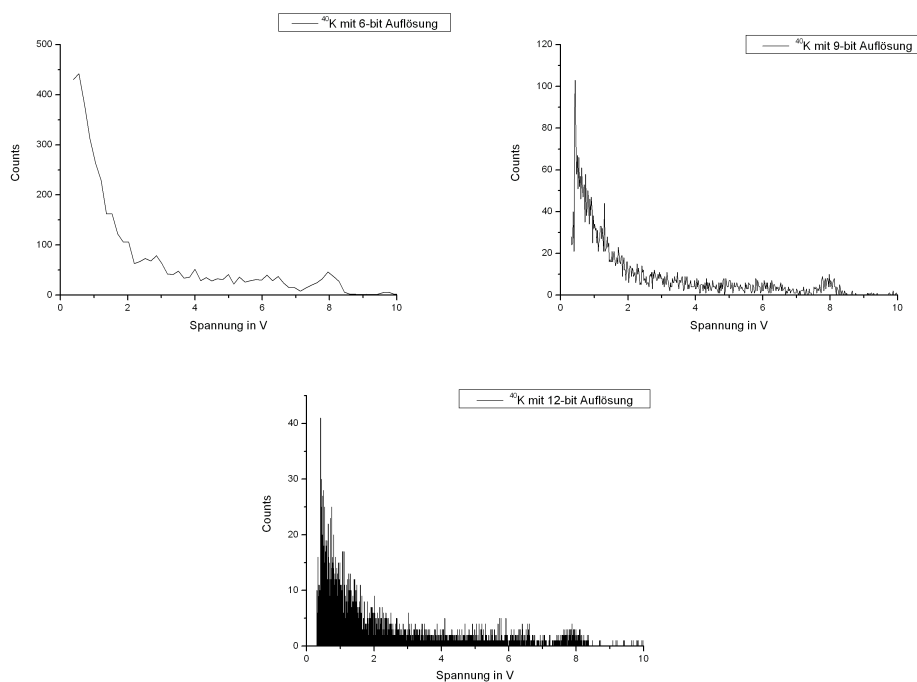 ⁴⁰K mit 6-bit Auflösung
500
400
300
200
100
0
Counts
0 2 4 6 8 10
Spannung in V
⁴⁰K mit 9-bit Auflösung
120
100
80
60
40
20
0
Counts
0 2 4 6 8 10
Spannung in V
⁴⁰K mit 12-bit Auflösung
40
30
20
10
0
Counts
0 2 4 6 8 10
Spannung in V